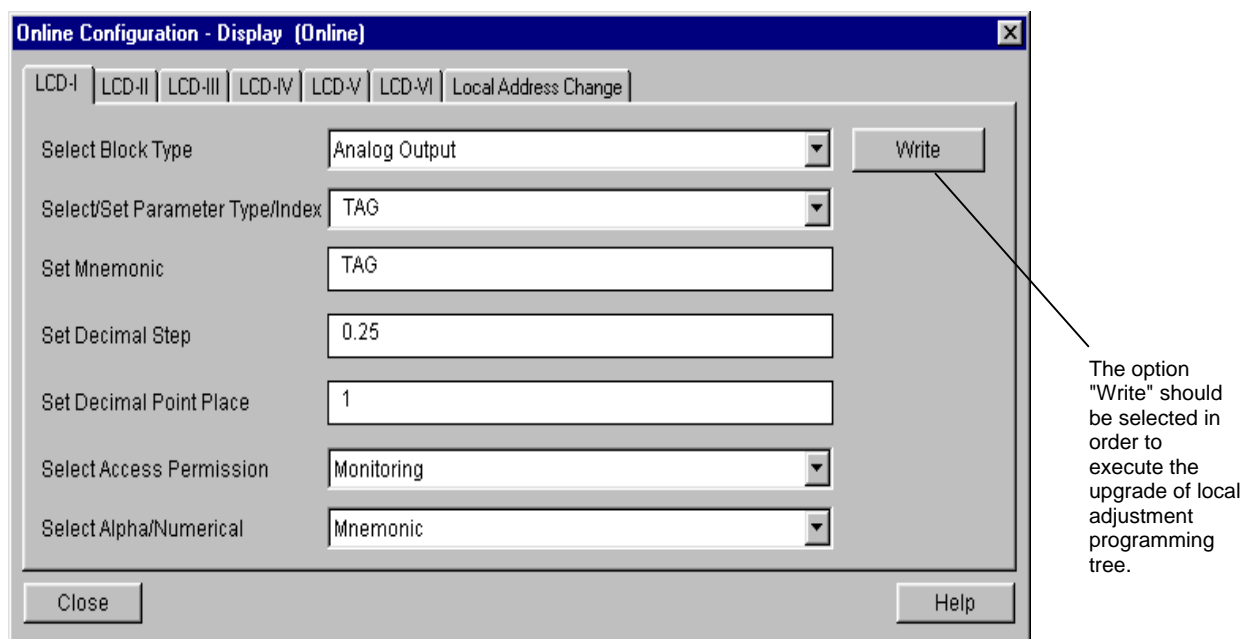 Online Configuration - Display (Online)
LCD-I LCD-II LCD-III LCD-IV LCD-V LCD-VI Local Address Change
Select Block Type Analog Output Write
Select/Set Parameter Type/Index TAG
Set Mnemonic TAG
Set Decimal Step 0.25
Set Decimal Point Place 1
Select Access Permission Monitoring
Select Alpha/Numerical Mnemonic
Close Help
The option
"Write" should
be selected in
order to
execute the
upgrade of local
adjustment
programming
tree.